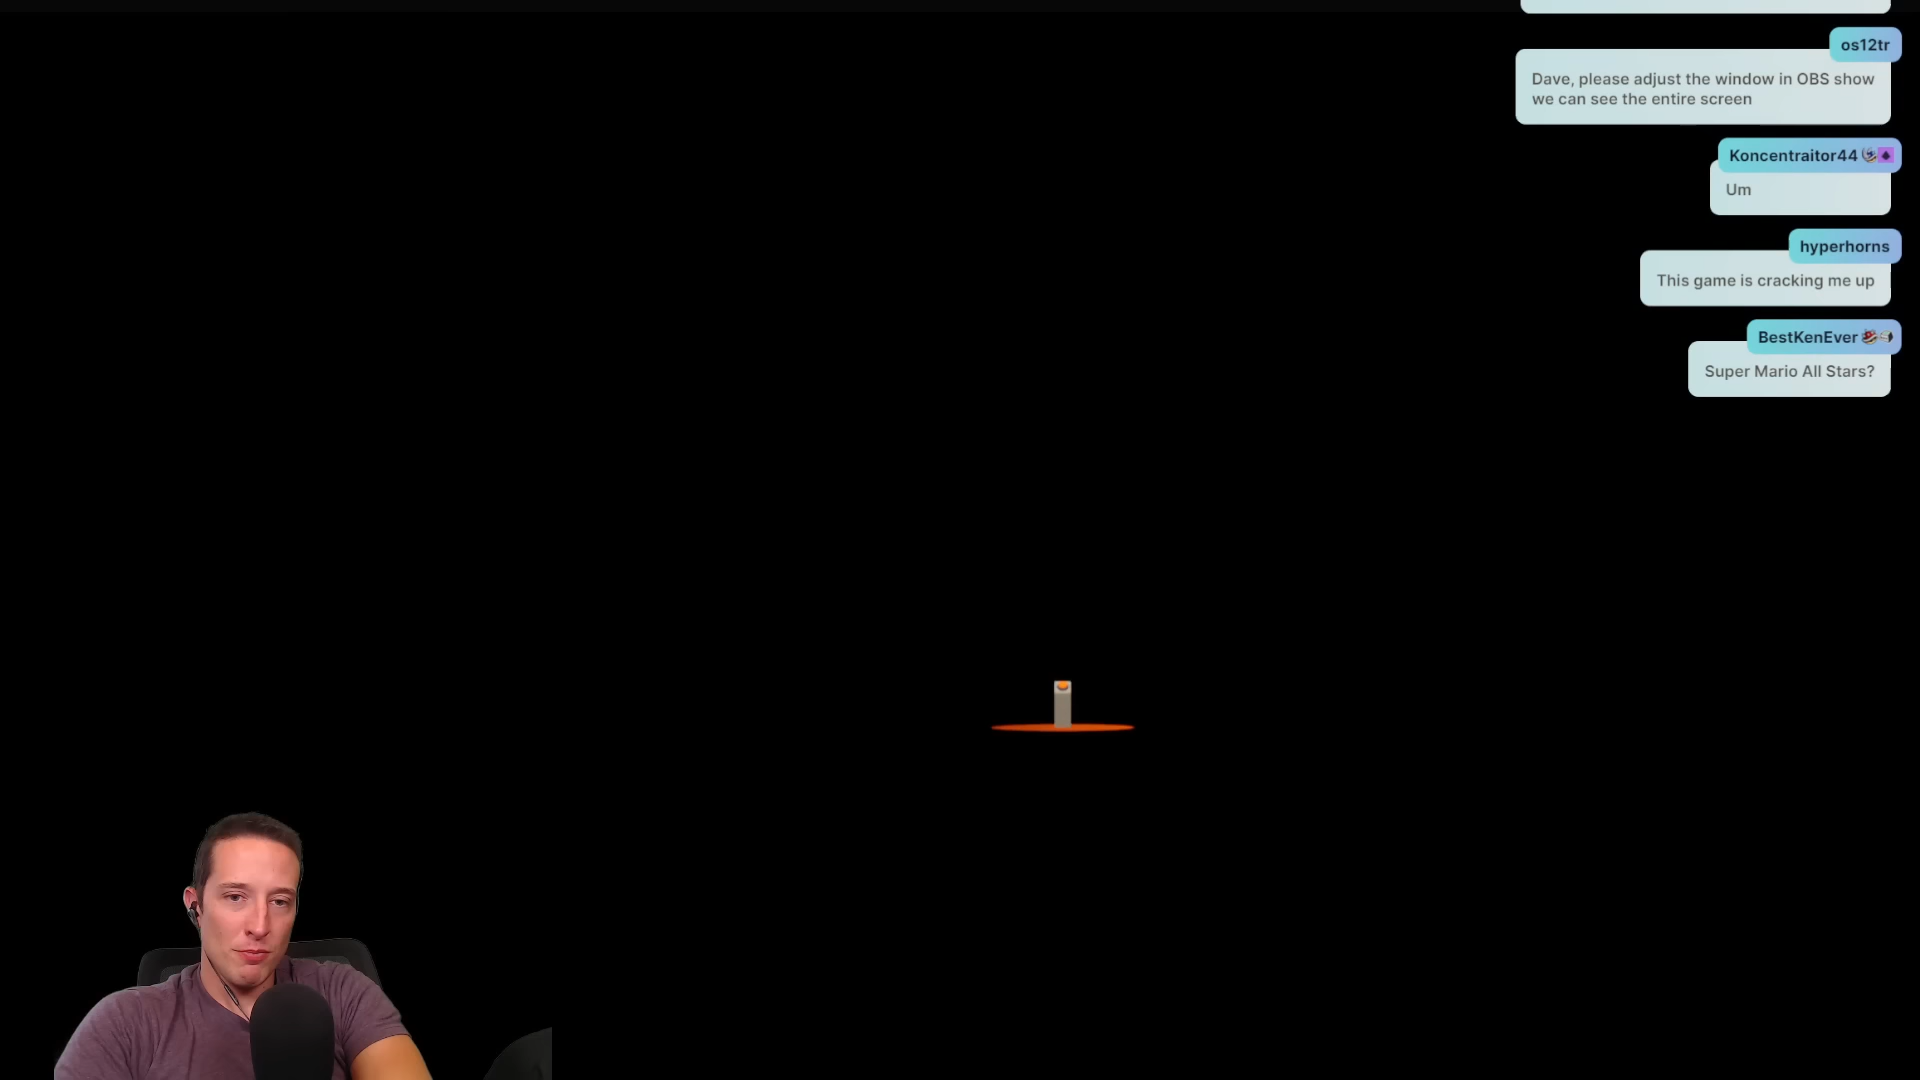 os12tr
Dave, please adjust the window in OBS show
we can see the entire screen
Koncentraitor44
Um
hyperhorns
This game is cracking me up
BestKenEver
Super Mario All Stars?